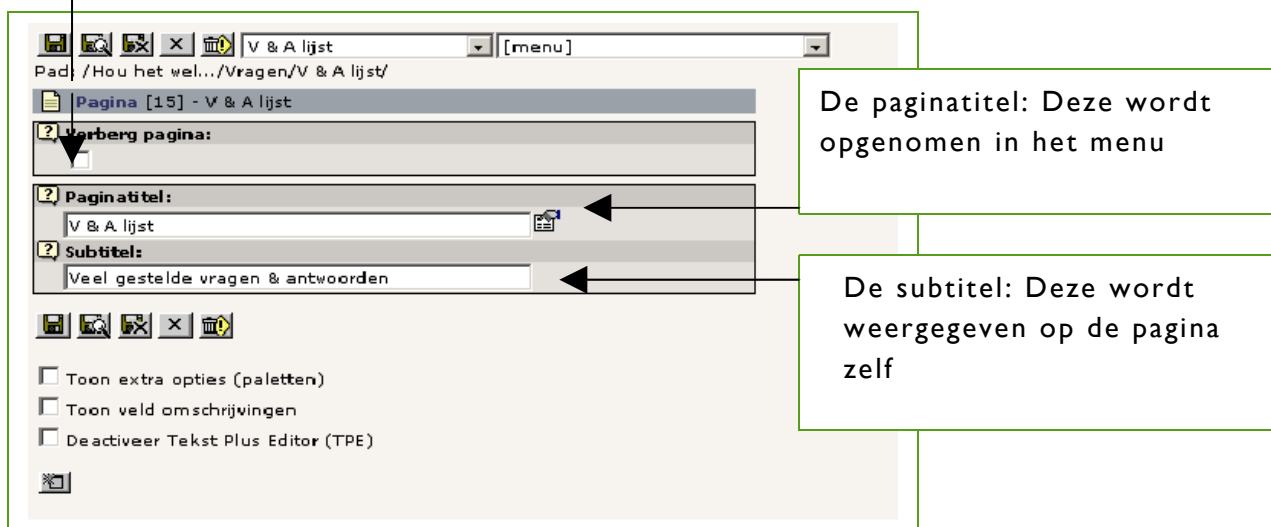 V & A lijst [menu]
Pad: /Hou het wel.../Vragen/V & A lijst/
Pagina [15] - V & A lijst
Verberg pagina:
Paginatitel:
V & A lijst
Subtitel:
Veel gestelde vragen & antwoorden
Toon extra opties (paletten)
Toon veld omschrijvingen
Deactiveer Tekst Plus Editor (TPE)
De paginatitel: Deze wordt
opgenomen in het menu
De subtitel: Deze wordt
weergegeven op de pagina
zelf